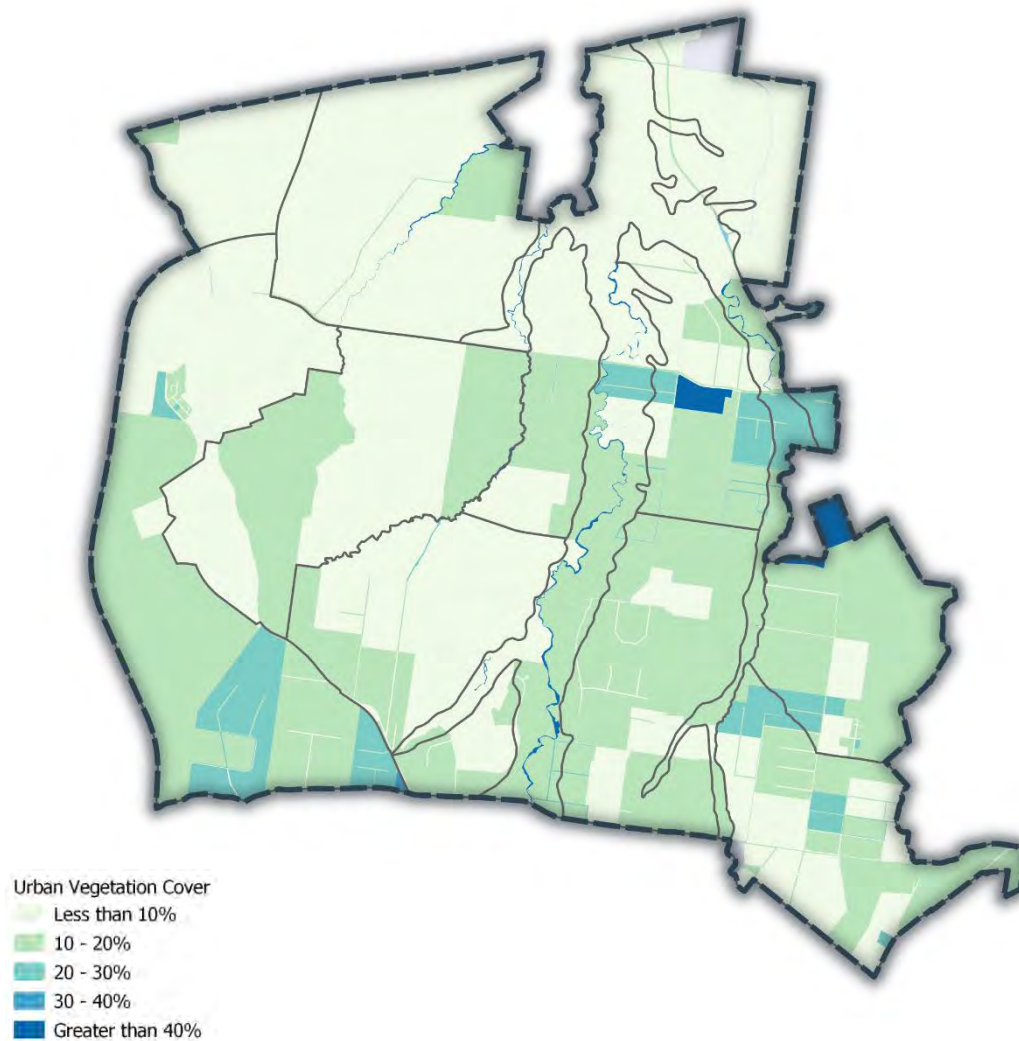 Urban Vegetation Cover
Less than 10%
10 - 20%
20 - 30%
30 - 40%
Greater than 40%